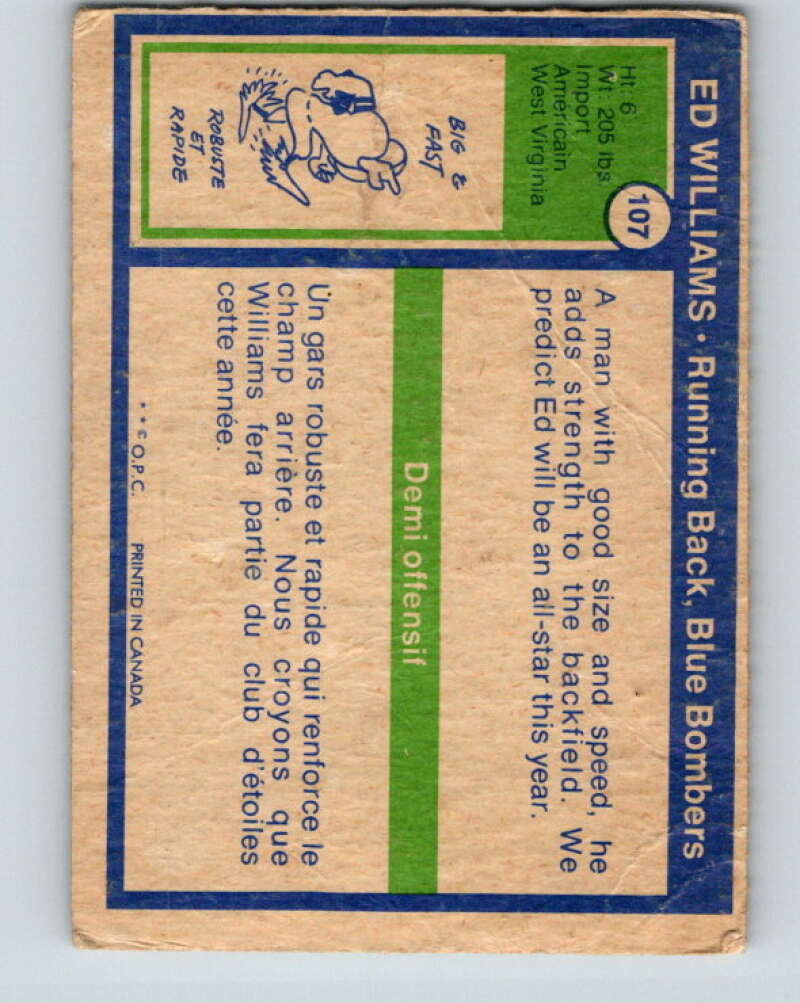 ED WILLIAMS • Running Back, Blue Bombers
107
Ht: 6
Wt: 205 lbs.
Import
Americain
West Virginia
BIG &
FAST
ROBUSTE
ET
RAPIDE
A man with good size and speed, he
adds strength to the backfield. We
predict Ed will be an all-star this year.
Demi offensif
Un gars robuste et rapide qui renforce le
champ arrière. Nous croyons que
Williams fera partie du club d'étoiles
cette année.
* * © O.P.C. PRINTED IN CANADA